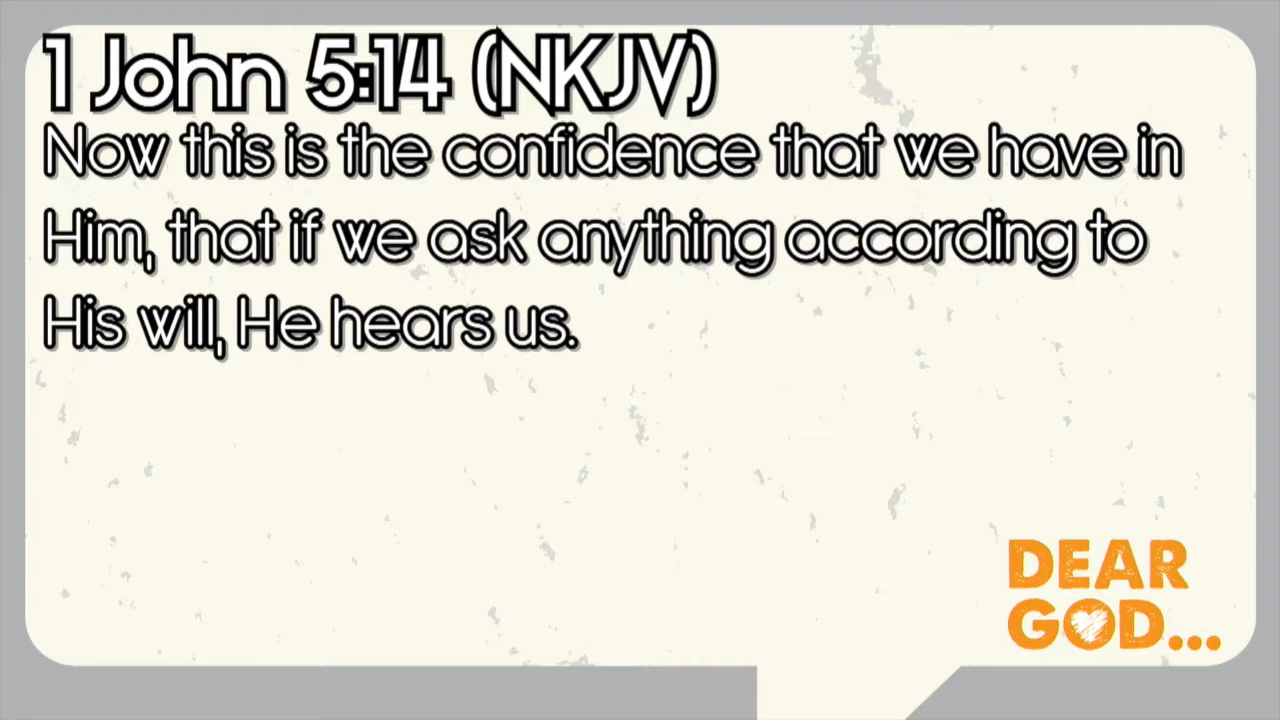 1 John 5:14 (NKJV)
Now this is the confidence that we have in
Him, that if we ask anything according to
His will, He hears us.
DEAR
GOD...